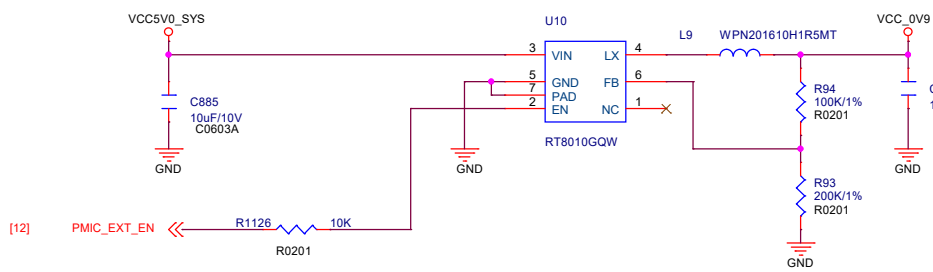 VCC5V0_SYS
U10
VCC_0V9
L9 WPN201610H1R5MT
3 VIN LX 4
5 GND FB 6
7 PAD
2 EN NC 1
RT8010GQW
C885
10uF/10V
C0603A
R94
100K/1%
R0201
GND
GND
GND
R93
200K/1%
R0201
[12] PMIC_EXT_EN
R1126 10K
R0201
GND